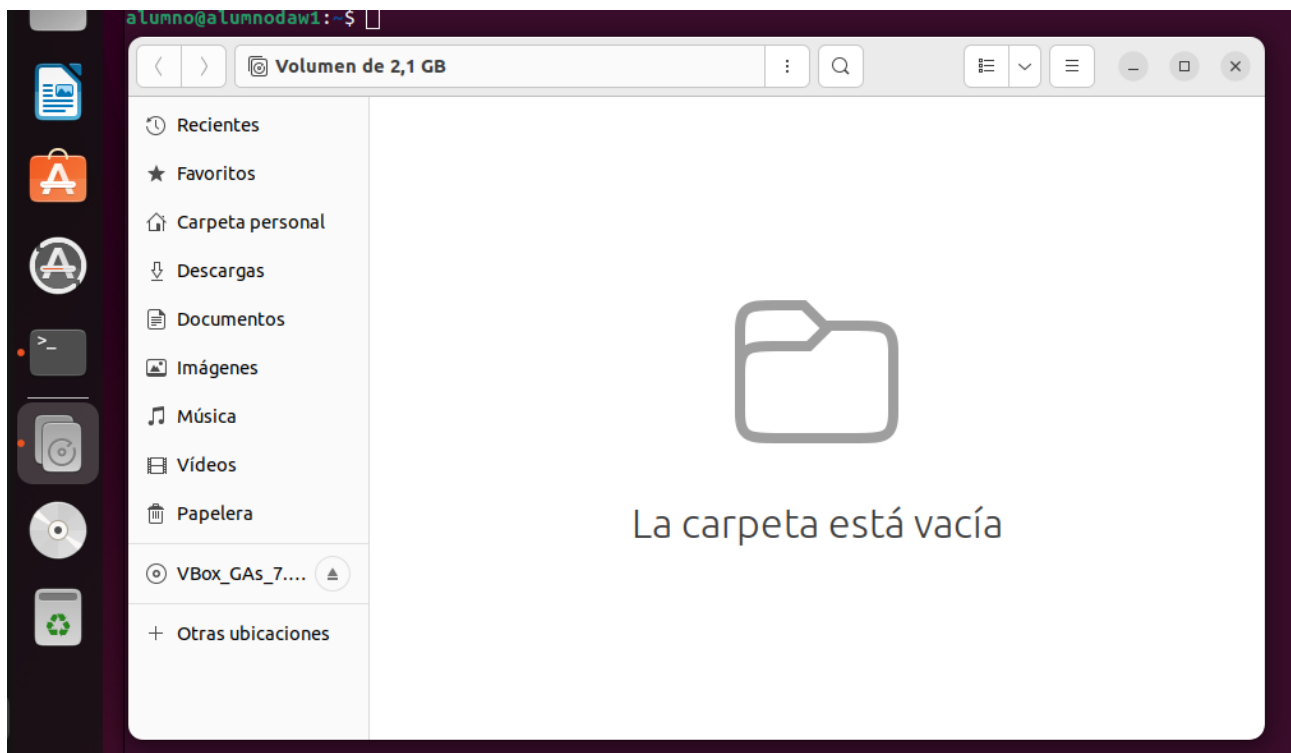 alumno@alumnodaw1:~$
Volumen de 2,1 GB
Recientes
Favoritos
Carpeta personal
Descargas
Documentos
Imágenes
Música
Vídeos
Papelera
VBox_GAs_7....
Otras ubicaciones
La carpeta está vacía